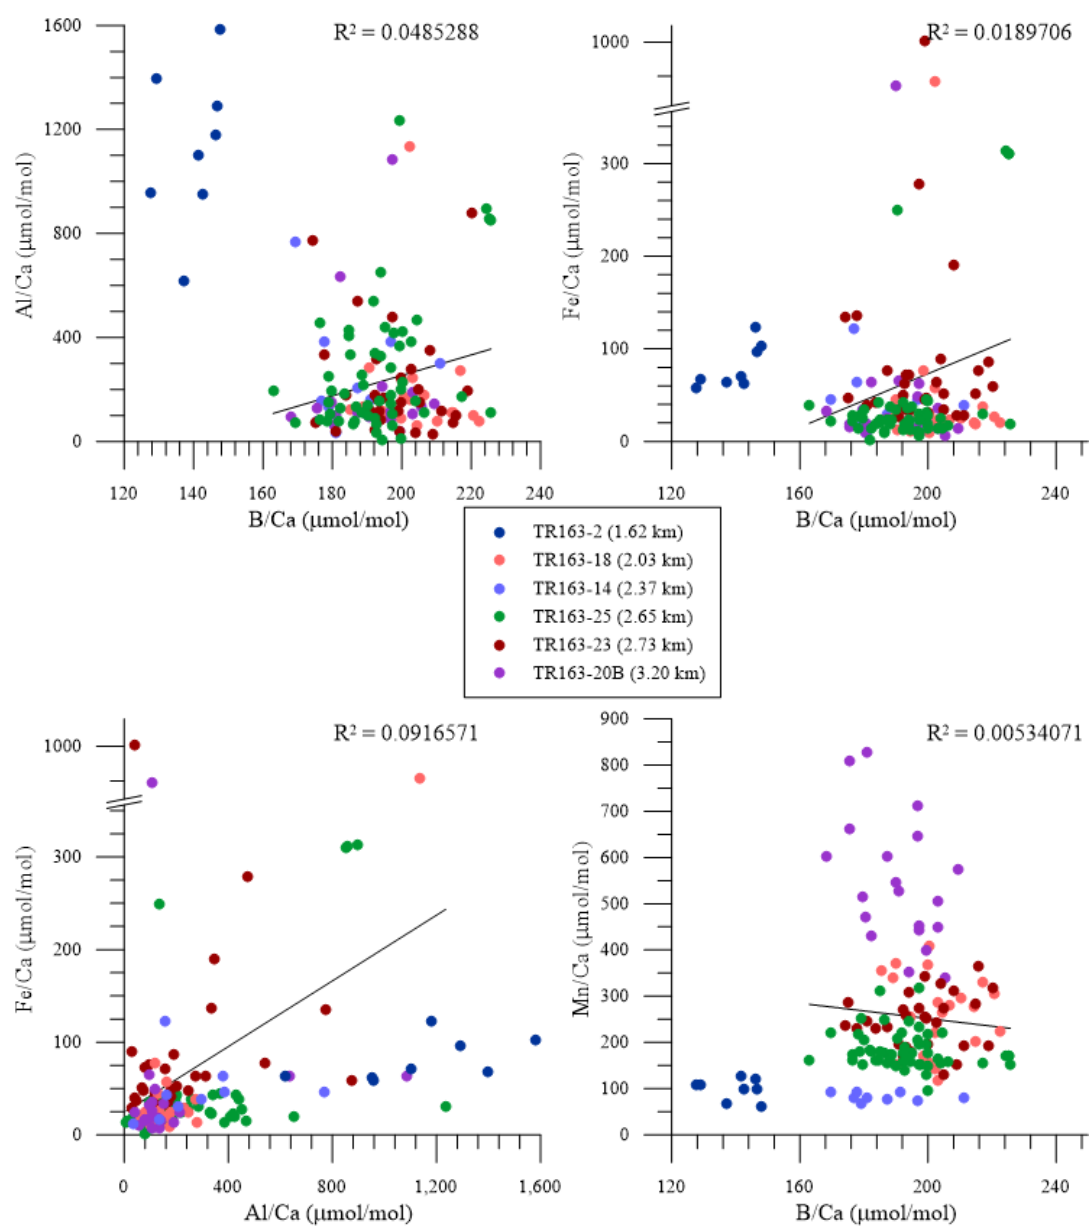 R² = 0.0485288
1600
1200
800
400
0
Al/Ca (µmol/mol)
120 140 160 180 200 220 240
B/Ca (µmol/mol)
R² = 0.0189706
1000
300
200
100
0
Fe/Ca (µmol/mol)
120 160 200 240
B/Ca (µmol/mol)
TR163-2 (1.62 km)
TR163-18 (2.03 km)
TR163-14 (2.37 km)
TR163-25 (2.65 km)
TR163-23 (2.73 km)
TR163-20B (3.20 km)
R² = 0.0916571
1000
300
200
100
0
Fe/Ca (µmol/mol)
0 400 800 1,200 1,600
Al/Ca (µmol/mol)
R² = 0.00534071
900
800
700
600
500
400
300
200
100
0
Mn/Ca (µmol/mol)
120 160 200 240
B/Ca (µmol/mol)